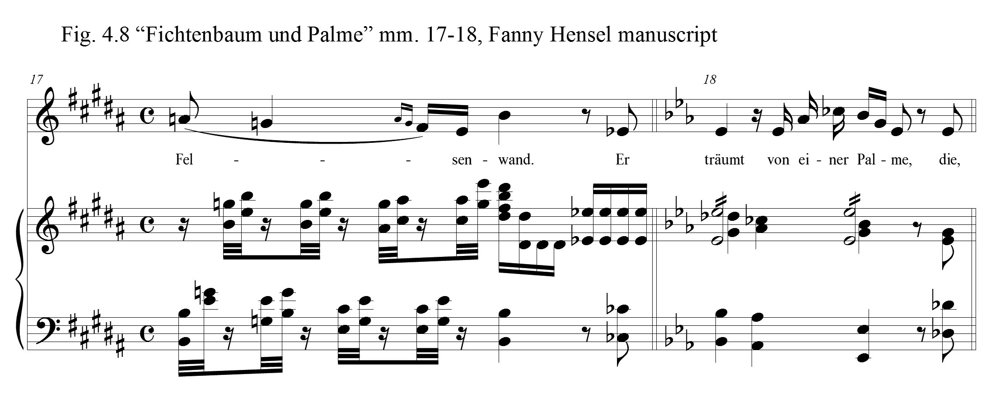 Fig. 4.8 “Fichtenbaum und Palme” mm. 17-18, Fanny Hensel manuscript
17 18
Fel - - - sen - wand. Er träumt von ei - ner Pal - me, die,